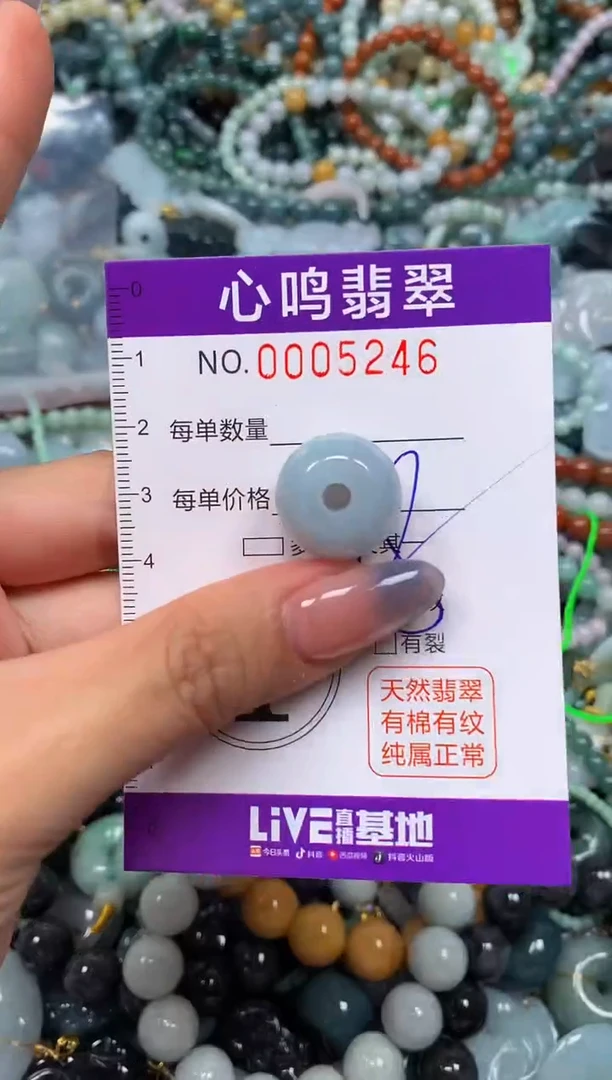 心鸣翡翠
0
NO.0005246
1
2 每单数量
3 每单价格
4
有裂
天然翡翠
有棉有纹
纯属正常
LiVE直播基地
今日头条 抖音 西瓜视频 抖音火山版